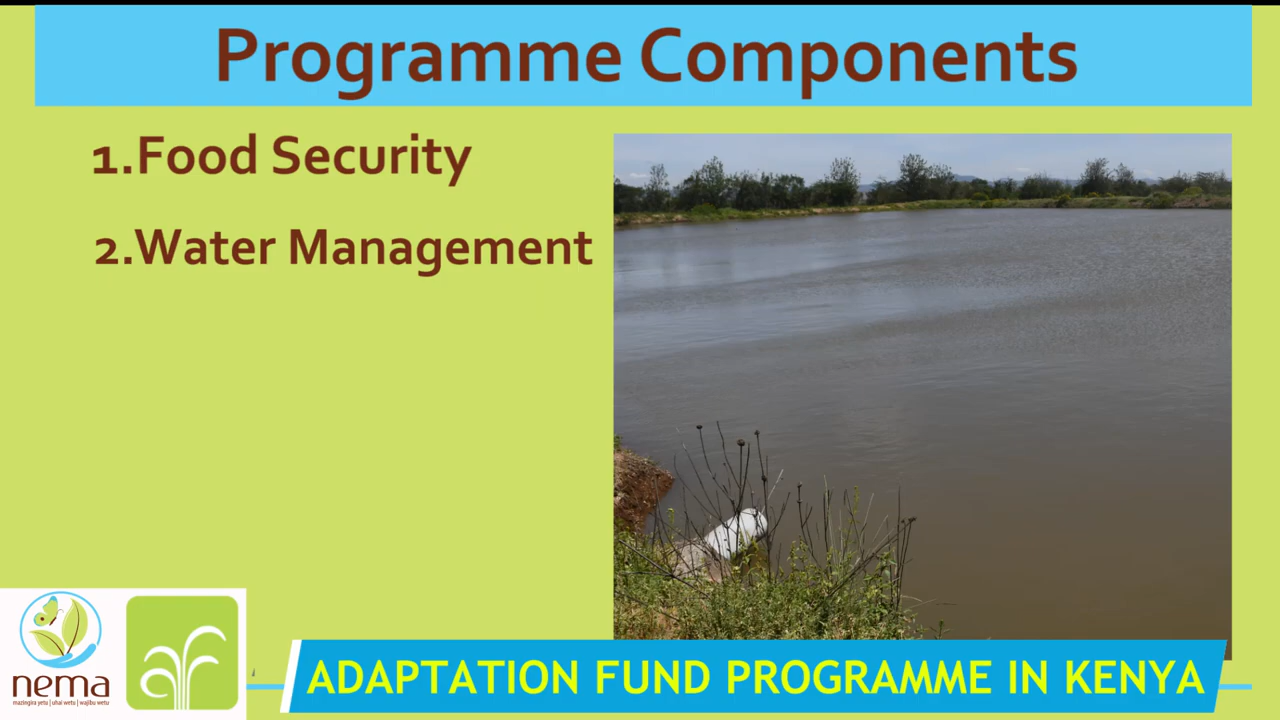 Programme Components
1.Food Security
2.Water Management
nema
mazingira yetu | uhai wetu | wajibu wetu
ADAPTATION FUND PROGRAMME IN KENYA